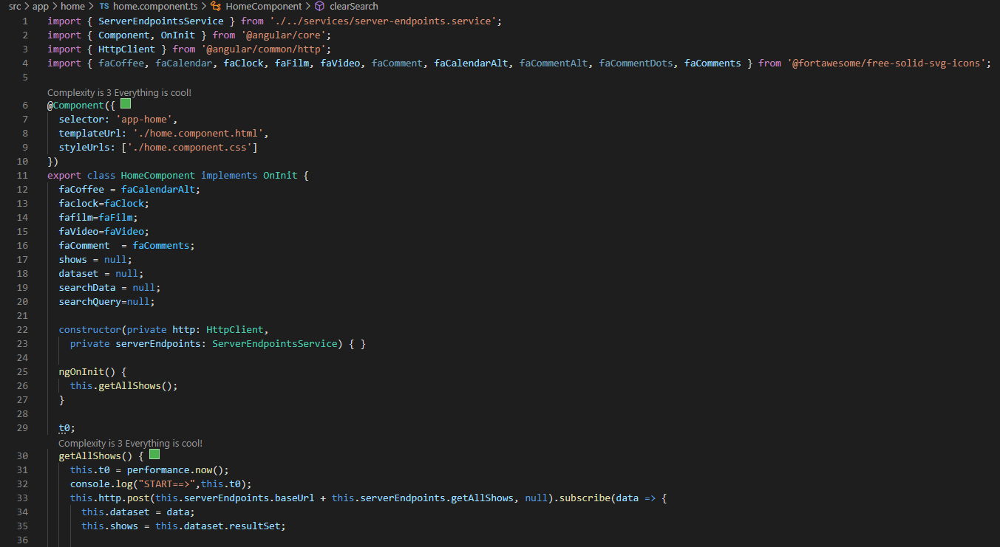 src > app > home > TS home.component.ts > HomeComponent > clearSearch
1 import { ServerEndpointsService } from './../services/server-endpoints.service';
2 import { Component, OnInit } from '@angular/core';
3 import { HttpClient } from '@angular/common/http';
4 import { faCoffee, faCalendar, faClock, faFilm, faVideo, faComment, faCalendarAlt, faCommentAlt, faCommentDots, faComments } from '@fortawesome/free-solid-svg-icons';
5
Complexity is 3 Everything is cool!
6 @Component({
7   selector: 'app-home',
8   templateUrl: './home.component.html',
9   styleUrls: ['./home.component.css']
10 })
11 export class HomeComponent implements OnInit {
12   faCoffee = faCalendarAlt;
13   faclock=faClock;
14   fafilm=faFilm;
15   faVideo=faVideo;
16   faComment  = faComments;
17   shows = null;
18   dataset = null;
19   searchData = null;
20   searchQuery=null;
21
22   constructor(private http: HttpClient,
23     private serverEndpoints: ServerEndpointsService) { }
24
25   ngOnInit() {
26     this.getAllShows();
27   }
28
29   t0;
Complexity is 3 Everything is cool!
30   getAllShows() {
31     this.t0 = performance.now();
32     console.log("START==>",this.t0);
33     this.http.post(this.serverEndpoints.baseUrl + this.serverEndpoints.getAllShows, null).subscribe(data => {
34       this.dataset = data;
35       this.shows = this.dataset.resultSet;
36